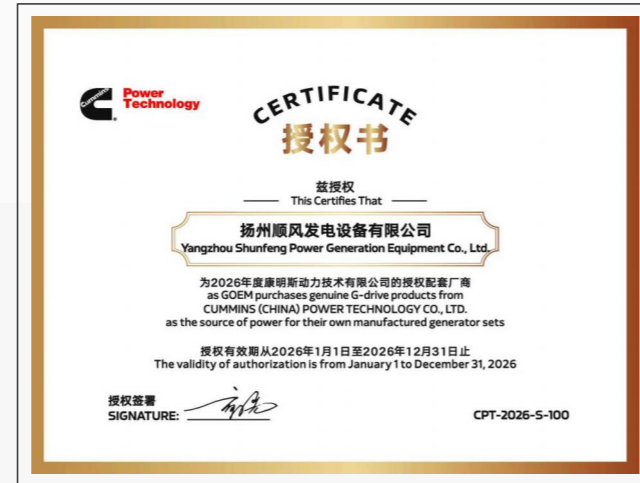 Cummins
Power
Technology
CERTIFICATE
授权书
兹授权
This Certifies That
扬州顺风发电设备有限公司
Yangzhou Shunfeng Power Generation Equipment Co., Ltd.
为2026年度康明斯动力技术有限公司的授权配套厂商
as GOEM purchases genuine G-drive products from
CUMMINS (CHINA) POWER TECHNOLOGY CO., LTD.
as the source of power for their own manufactured generator sets
授权有效期从2026年1月1日至2026年12月31日止
The validity of authorization is from January 1 to December 31, 2026
授权签署
SIGNATURE:
CPT-2026-S-100